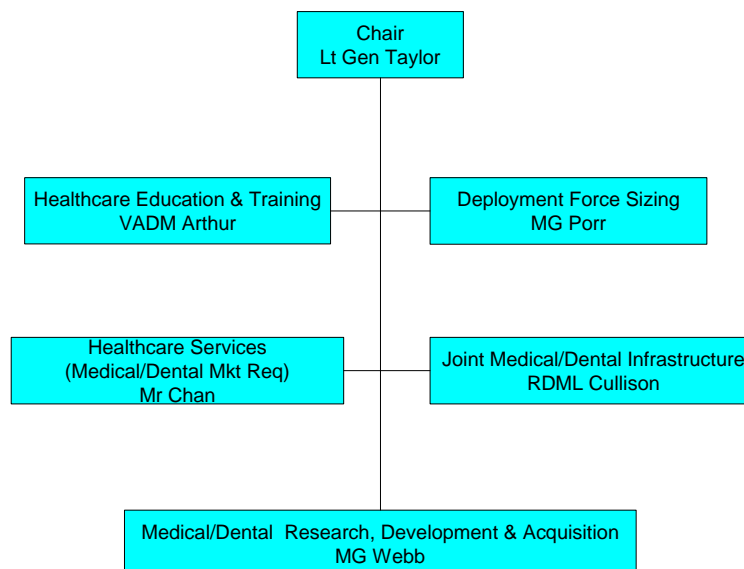 Chair
Lt Gen Taylor
Healthcare Education & Training
VADM Arthur
Deployment Force Sizing
MG Porr
Healthcare Services
(Medical/Dental Mkt Req)
Mr Chan
Joint Medical/Dental Infrastructure
RDML Cullison
Medical/Dental  Research, Development & Acquisition
MG Webb